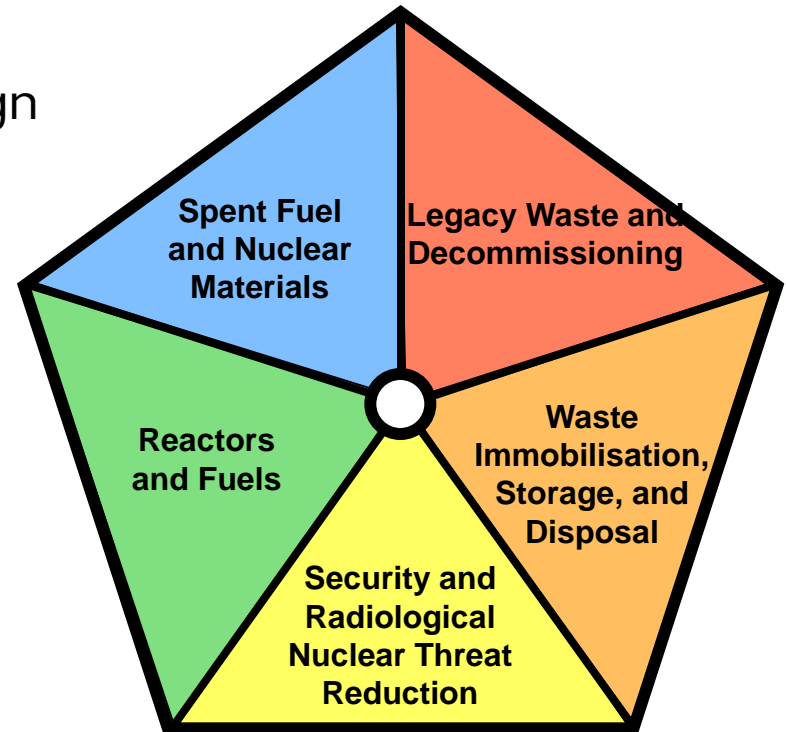 gn
Spent Fuel
and Nuclear
Materials
Legacy Waste and
Decommissioning
Reactors
and Fuels
Waste
Immobilisation,
Storage, and
Disposal
Security and
Radiological
Nuclear Threat
Reduction